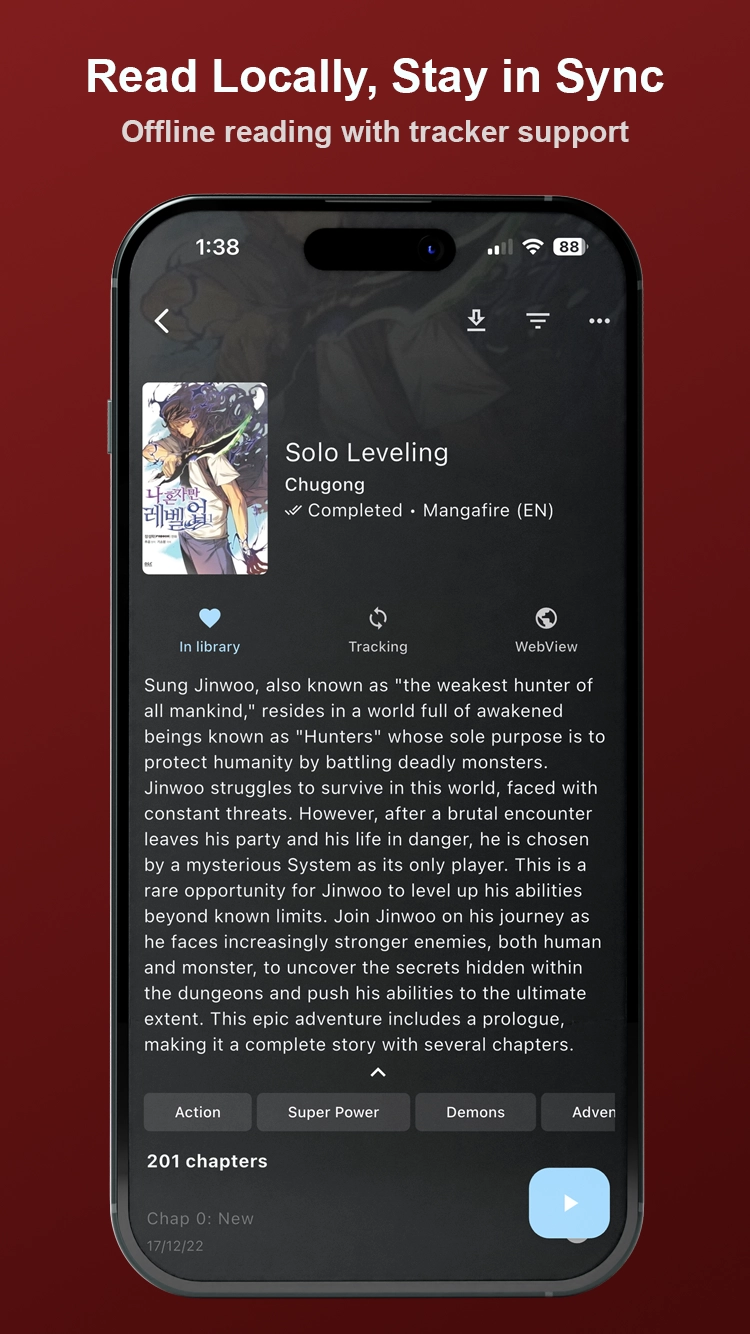 Read Locally, Stay in Sync
Offline reading with tracker support
1:38
88
나 혼자만
레벨업
Solo Leveling
Chugong
Completed • Mangafire (EN)
In library
Tracking
WebView
Sung Jinwoo, also known as "the weakest hunter of
all mankind," resides in a world full of awakened
beings known as "Hunters" whose sole purpose is to
protect humanity by battling deadly monsters.
Jinwoo struggles to survive in this world, faced with
constant threats. However, after a brutal encounter
leaves his party and his life in danger, he is chosen
by a mysterious System as its only player. This is a
rare opportunity for Jinwoo to level up his abilities
beyond known limits. Join Jinwoo on his journey as
he faces increasingly stronger enemies, both human
and monster, to uncover the secrets hidden within
the dungeons and push his abilities to the ultimate
extent. This epic adventure includes a prologue,
making it a complete story with several chapters.
Action
Super Power
Demons
Adven
201 chapters
Chap 0: New
17/12/22